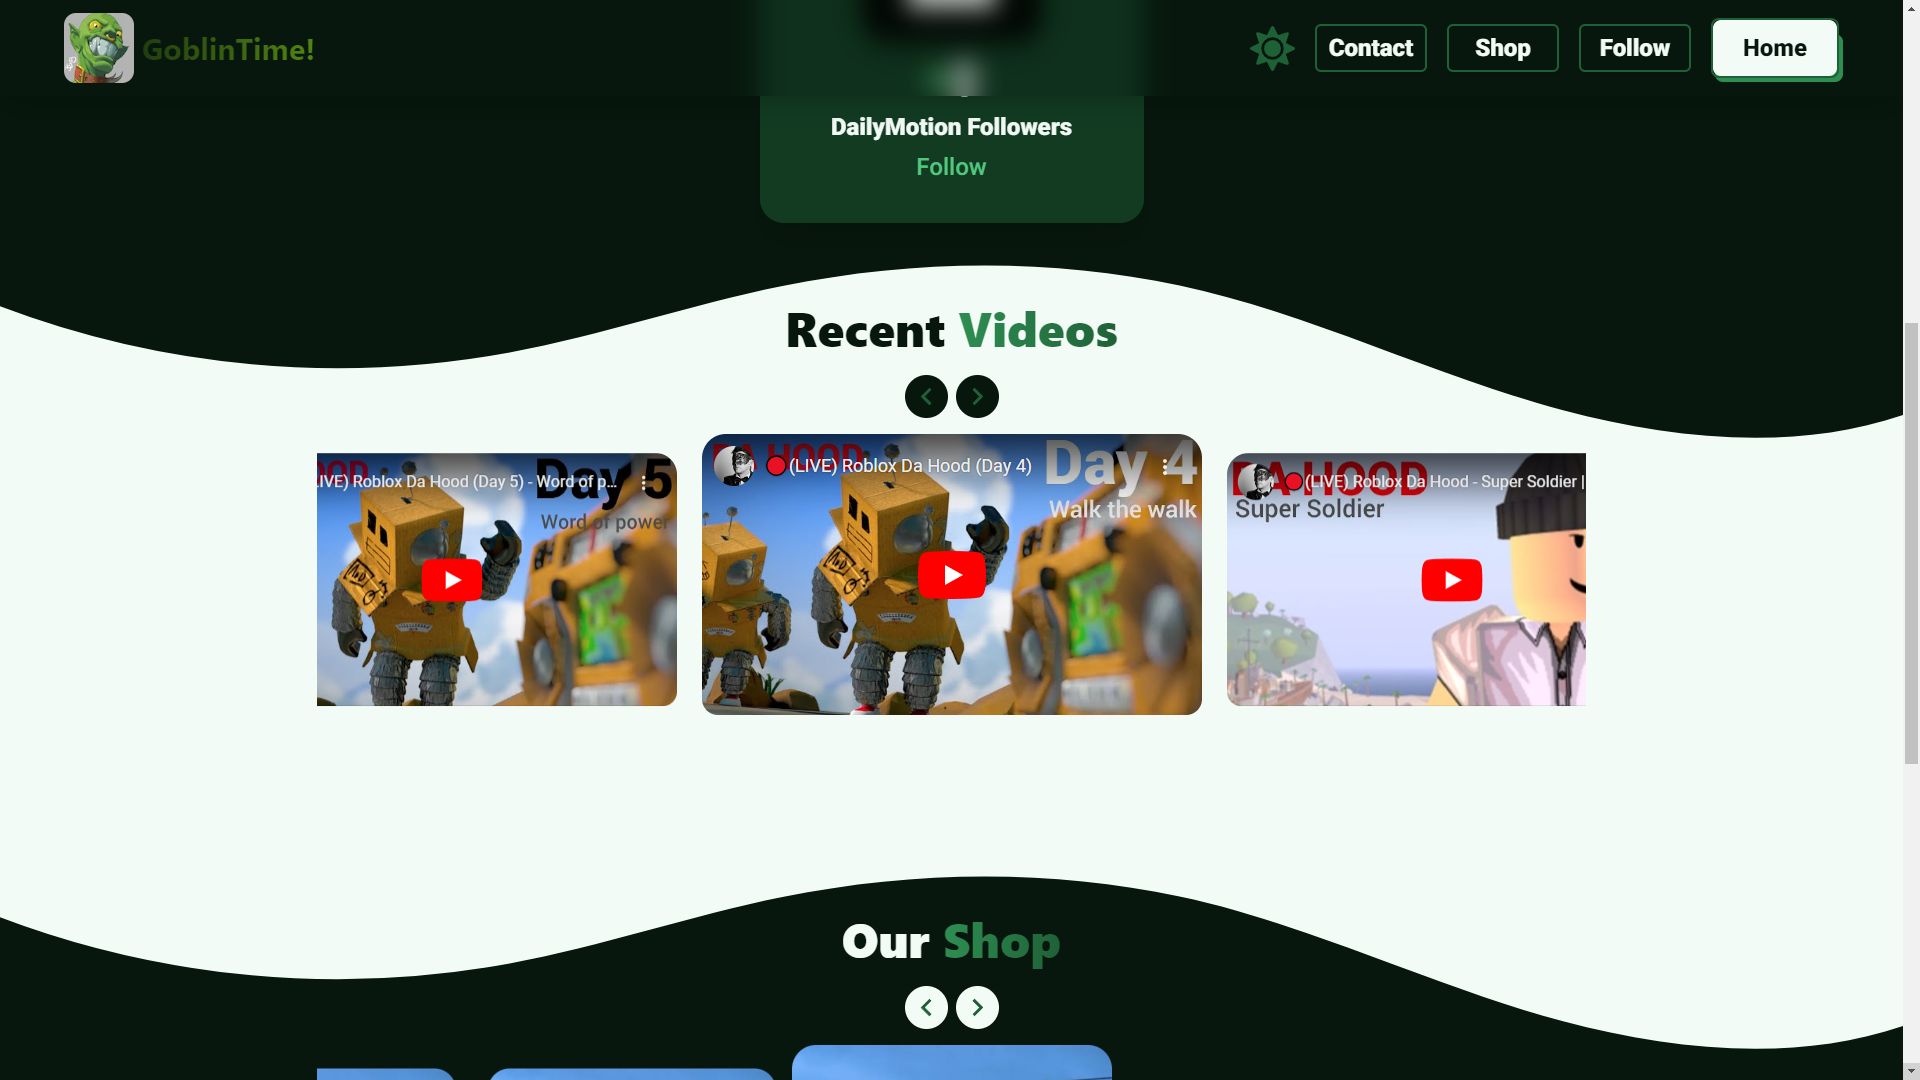 GoblinTime!
Contact
Shop
Follow
Home
DailyMotion Followers
Follow
Recent Videos
LIVE) Roblox Da Hood (Day 5) - Word of p...
OOD
Day 5
Word of power
(LIVE) Roblox Da Hood (Day 4)
DA HOOD
Day 4
Walk the walk
(LIVE) Roblox Da Hood - Super Soldier |
DA HOOD
Super Soldier
Our Shop